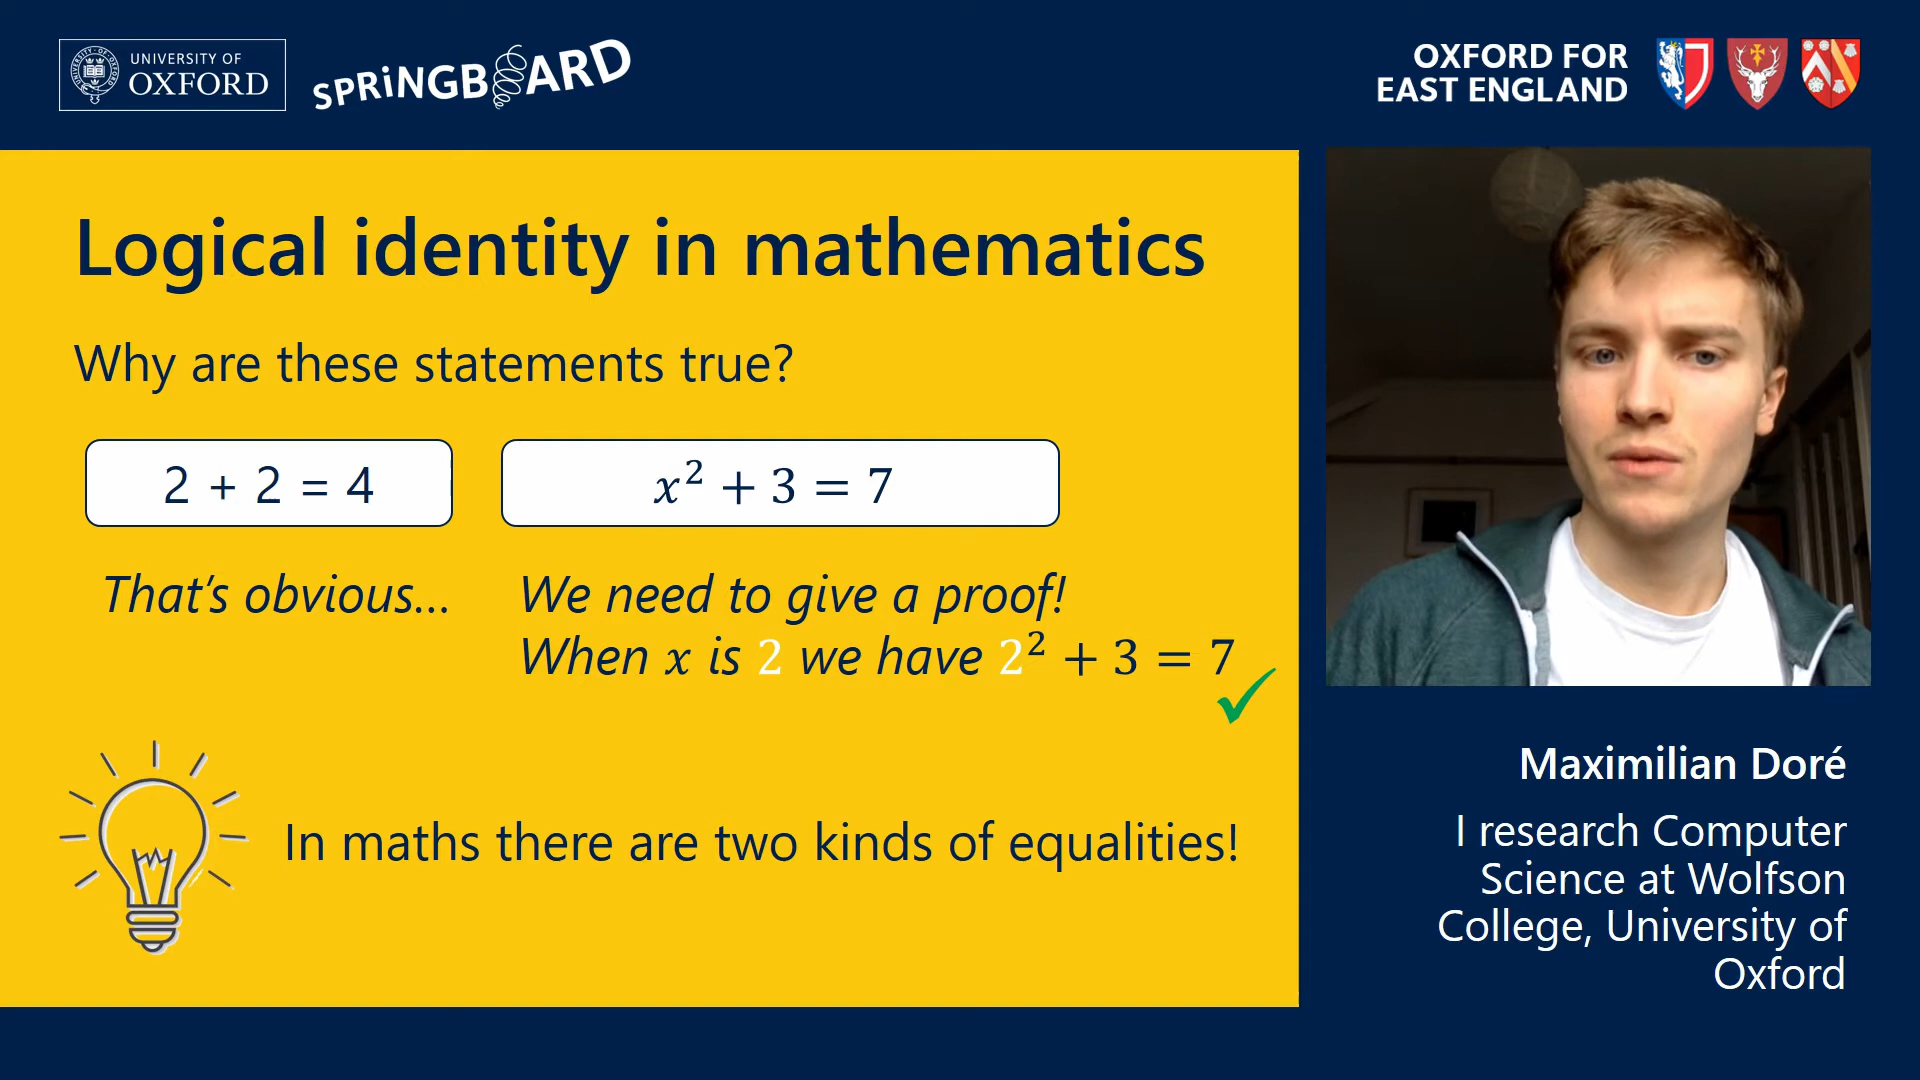 UNIVERSITY OF
OXFORD
SPRiNGBOARD
OXFORD FOR
EAST ENGLAND
Logical identity in mathematics
Why are these statements true?
2 + 2 = 4
x² + 3 = 7
That's obvious...
We need to give a proof!
When x is 2 we have 2² + 3 = 7
In maths there are two kinds of equalities!
Maximilian Doré
I research Computer
Science at Wolfson
College, University of
Oxford